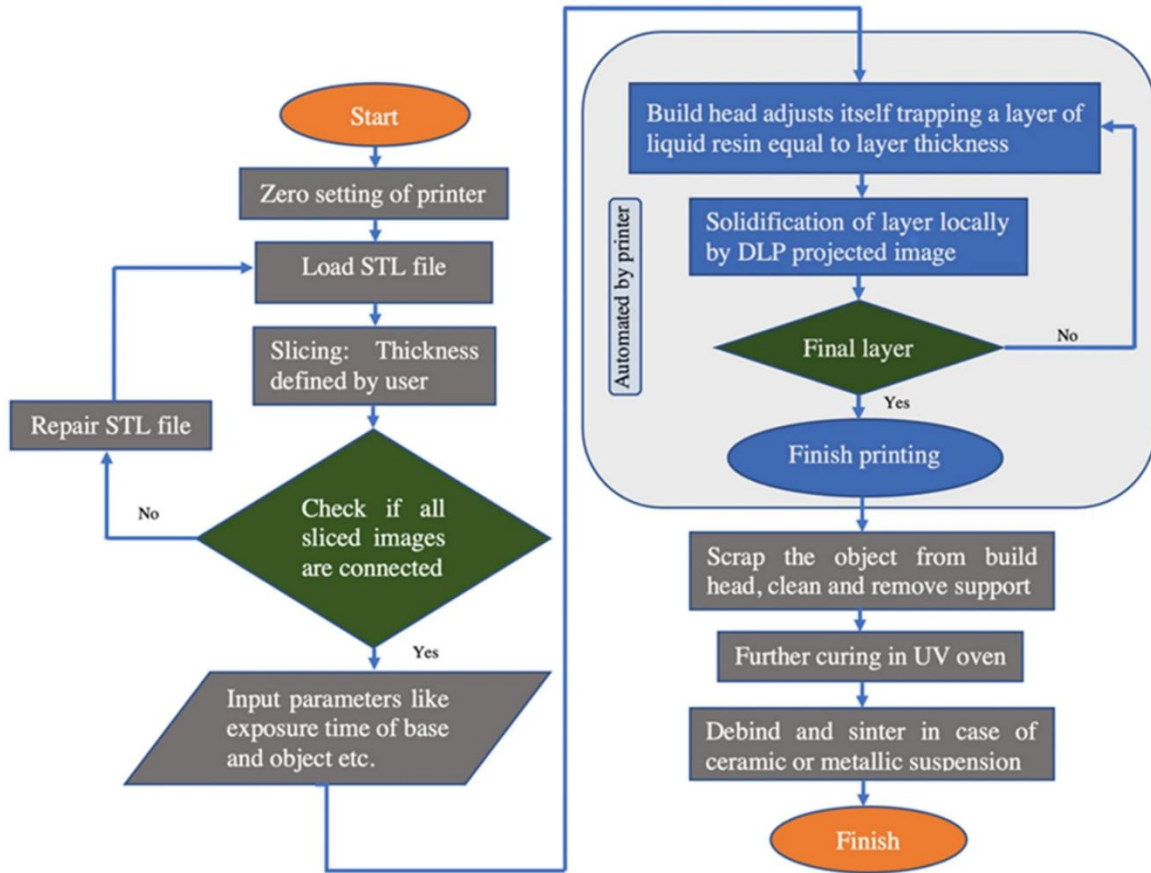 Start
Zero setting of printer
Load STL file
Slicing: Thickness
defined by user
Repair STL file
No
Check if all
sliced images
are connected
Yes
Input parameters like
exposure time of base
and object etc.
Build head adjusts itself trapping a layer of
liquid resin equal to layer thickness
Automated by printer
Solidification of layer locally
by DLP projected image
Final layer
No
Yes
Finish printing
Scrap the object from build
head, clean and remove support
Further curing in UV oven
Debind and sinter in case of
ceramic or metallic suspension
Finish